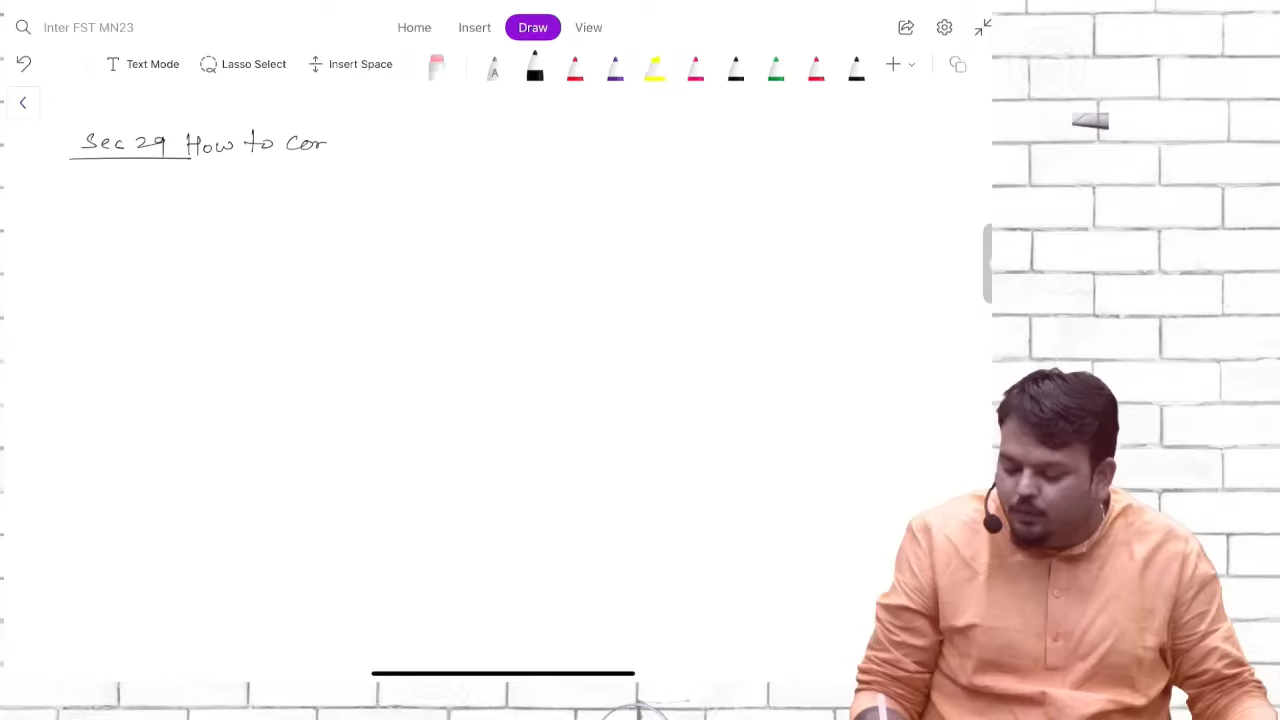 Inter FST MN23
Home Insert Draw View
Text Mode Lasso Select Insert Space
A
Sec 29 How to cor